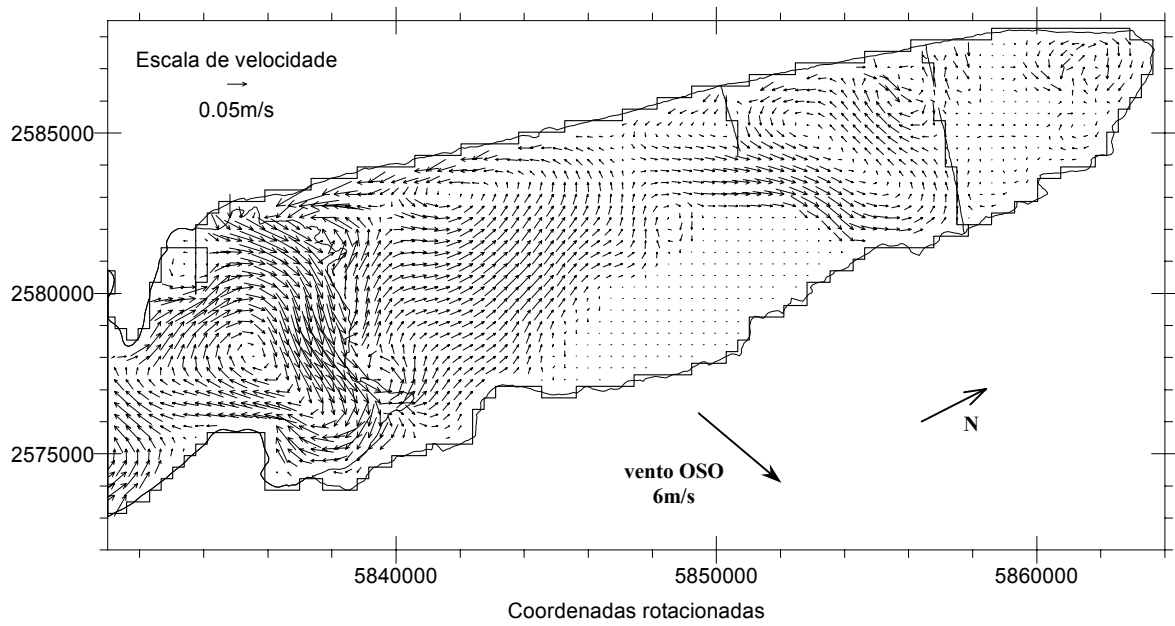 Escala de velocidade
0.05m/s
2585000
2580000
2575000
N
vento OSO
6m/s
5840000
5850000
5860000
Coordenadas rotacionadas